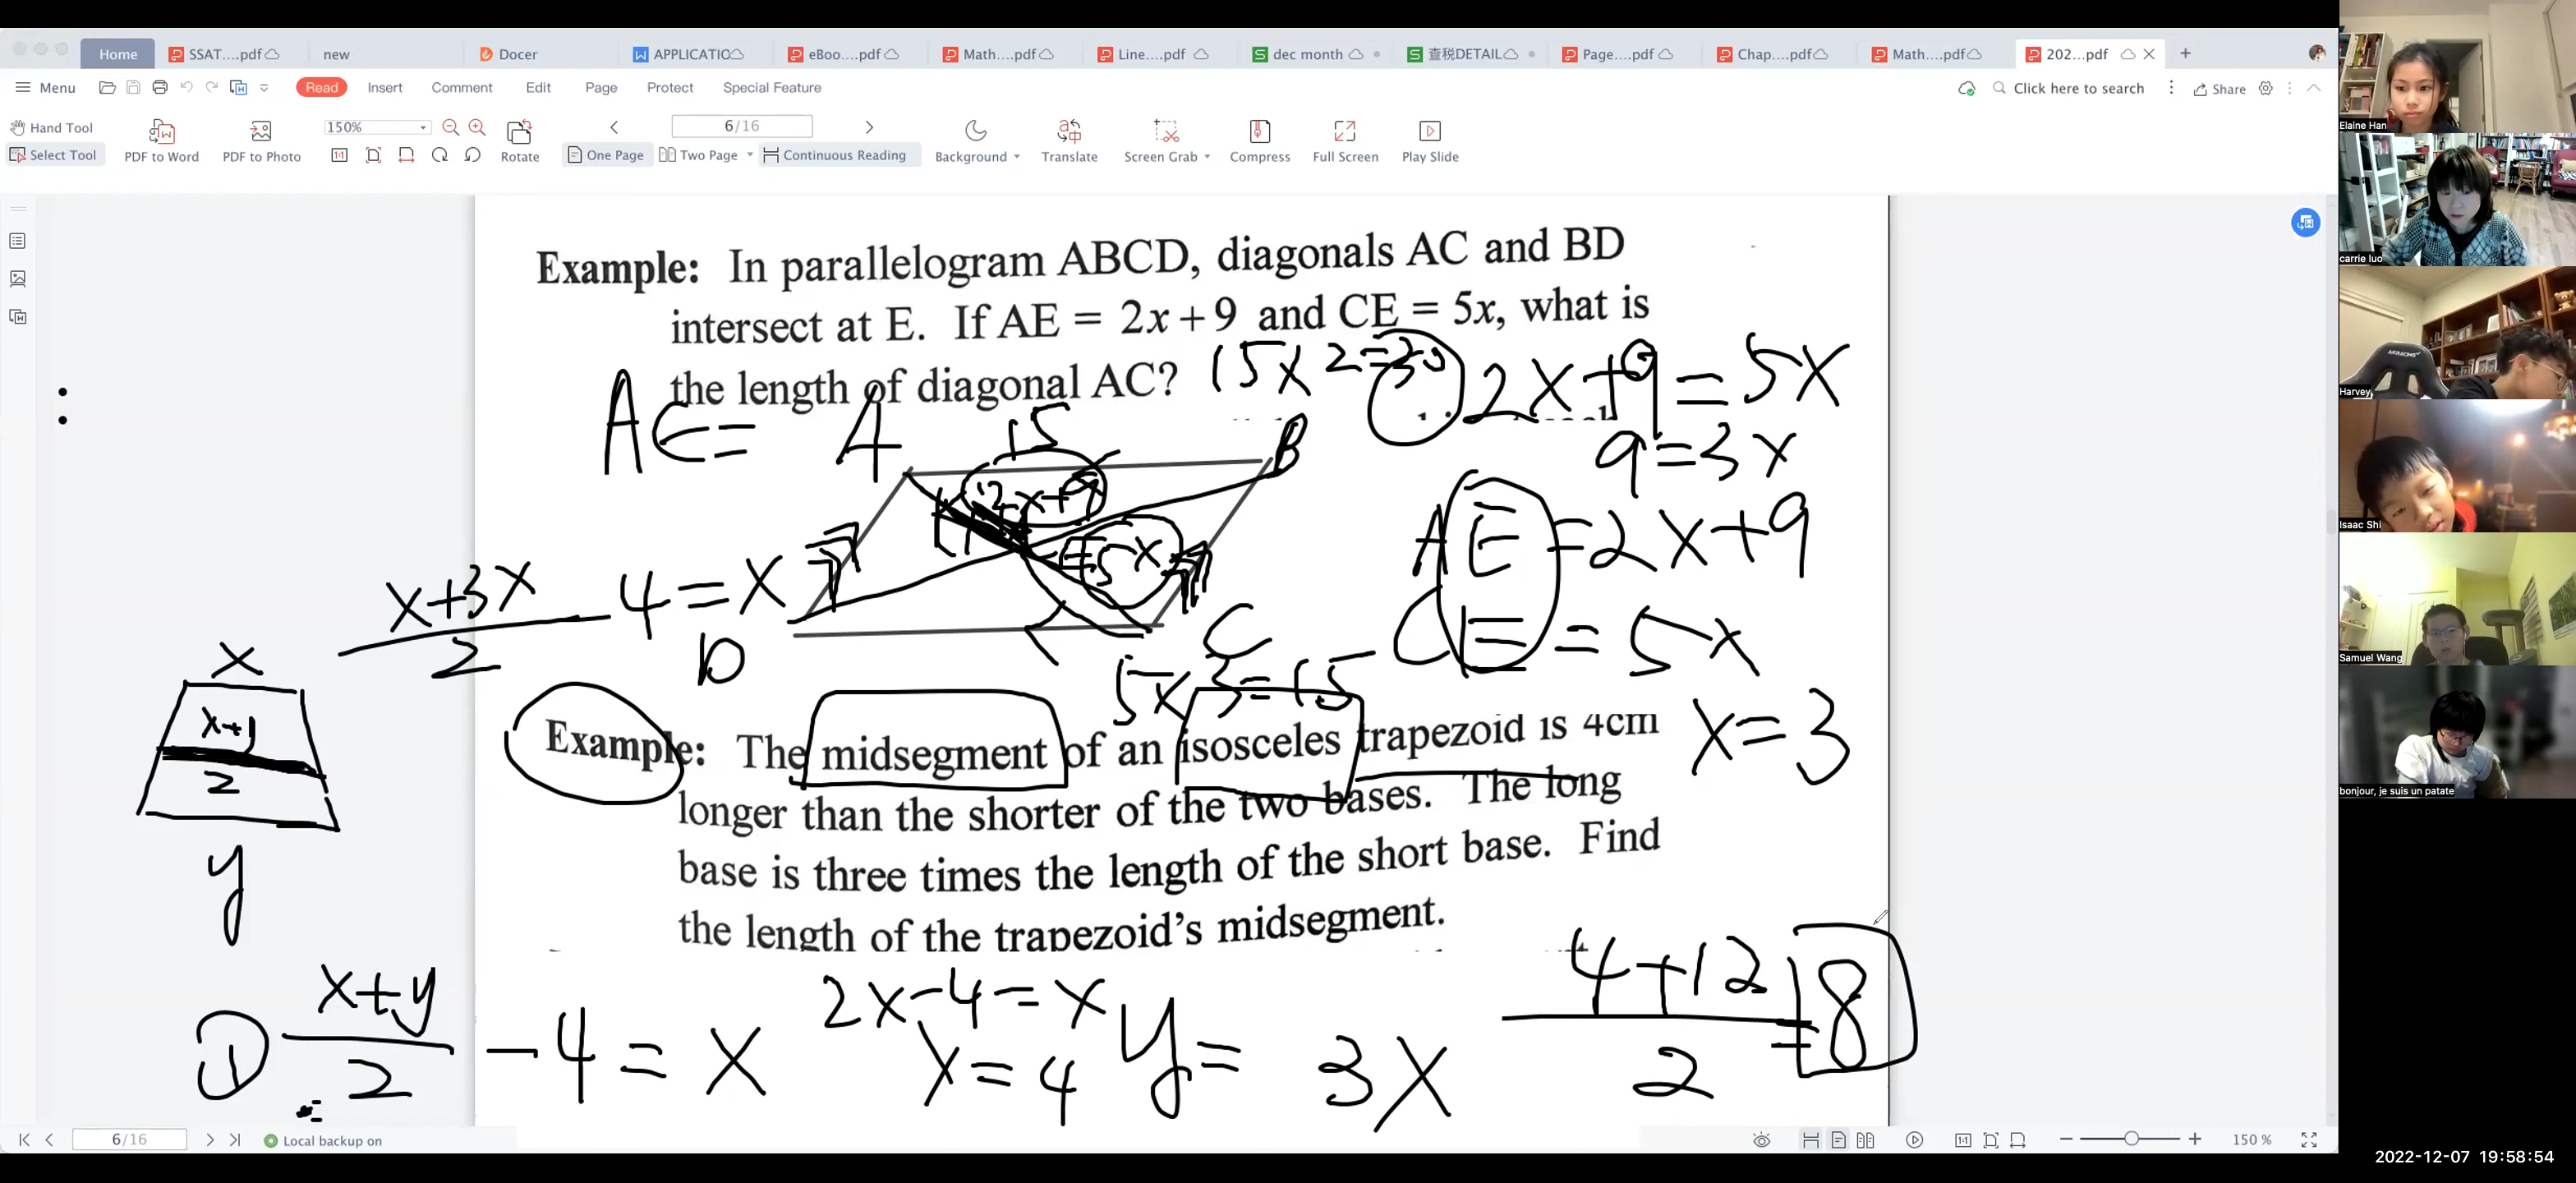 Home
SSAT....pdf
new
Docer
APPLICATIO
eBoo....pdf
Math....pdf
Line....pdf
dec month
查税DETAIL
Page....pdf
Chap....pdf
Math....pdf
202...pdf
Menu
Read
Insert
Comment
Edit
Page
Protect
Special Feature
Click here to search
Share
Hand Tool
Select Tool
PDF to Word
PDF to Photo
150%
Rotate
6/16
One Page
Two Page
Continuous Reading
Background
Translate
Screen Grab
Compress
Full Screen
Play Slide
Example: In parallelogram ABCD, diagonals AC and BD
intersect at E. If AE = 2x+9 and CE = 5x, what is
the length of diagonal AC?
15x2=30
2x+9=5x
9=3x
AE=
A
15
B
2x+9
5x
AE=2x+9
CE=5x
x=3
D
C
5x3=15
x+3x
2
-4=x
x
x+y
2
y
Example: The midsegment of an isosceles trapezoid is 4cm
longer than the shorter of the two bases. The long
base is three times the length of the short base. Find
the length of the trapezoid's midsegment.
① x+y
2
-4=x
2x-4=x
x=4
y=3x
4+12
2
=8
6/16
Local backup on
150 %
Elaine Han
carrie luo
Harvey
Isaac Shi
Samuel Wang
bonjour, je suis un patate
2022-12-07 19:58:54